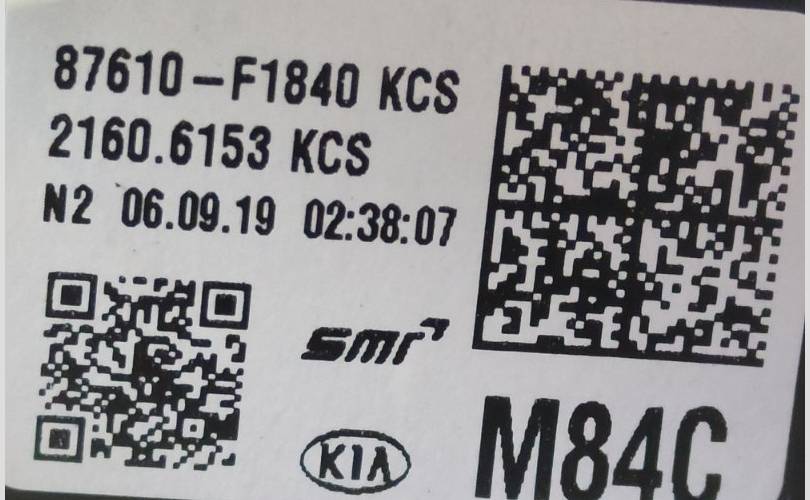 87610-F1840 KCS
2160.6153 KCS
N2 06.09.19 02:38:07
smr
KIA
M84C